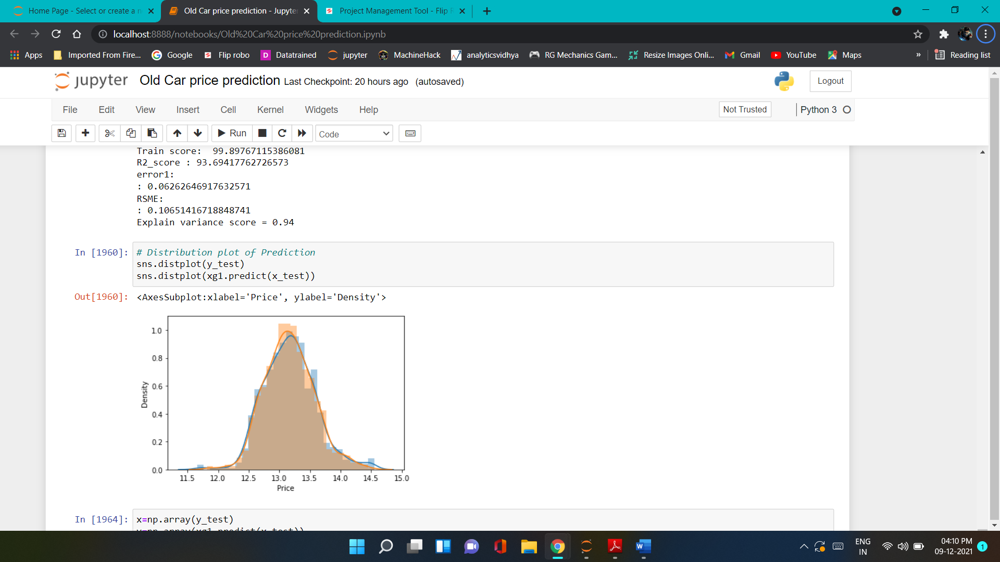 Home Page - Select or create a n
Old Car price prediction - Jupyte
Project Management Tool - Flip R
localhost:8888/notebooks/Old%20Car%20price%20prediction.ipynb
Apps
Imported From Fire...
Google
Flip robo
Datatrained
jupyter
MachineHack
analyticsvidhya
RG Mechanics Gam...
Resize Images Onli...
Gmail
YouTube
Maps
»
Reading list
jupyter Old Car price prediction Last Checkpoint: 20 hours ago (autosaved)
Logout
File Edit View Insert Cell Kernel Widgets Help
Not Trusted
Python 3
Run
Code
Train score: 99.89767115386081
R2_score : 93.69417762726573
error1:
: 0.06262646917632571
RSME:
: 0.10651416718848741
Explain variance score = 0.94
In [1960]:
# Distribution plot of Prediction
sns.distplot(y_test)
sns.distplot(xg1.predict(x_test))
Out[1960]: <AxesSubplot:xlabel='Price', ylabel='Density'>
1.0
0.8
0.6
0.4
0.2
0.0
Density
11.5 12.0 12.5 13.0 13.5 14.0 14.5 15.0
Price
In [1964]:
x=np.array(y_test)
y=np.array(xg1.predict(x_test))
ENG
IN
04:10 PM
09-12-2021
1